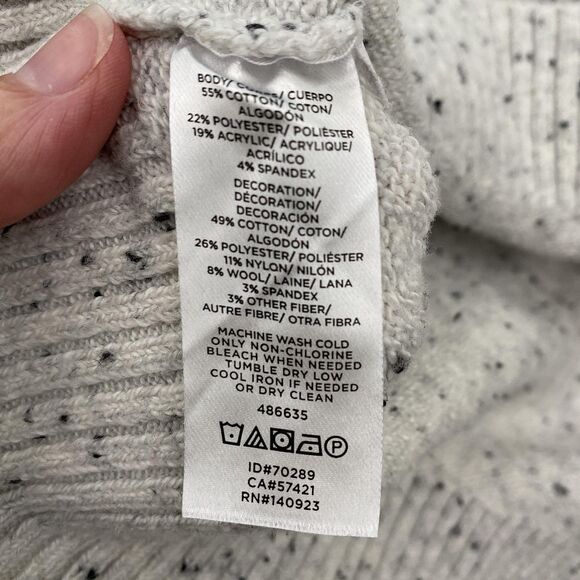 BODY/ CORPS/ CUERPO
55% COTTON/ COTON/
ALGODÓN
22% POLYESTER/ POLIÉSTER
19% ACRYLIC/ ACRYLIQUE/
ACRÍLICO
4% SPANDEX
DECORATION/
DÉCORATION/
DECORACIÓN
49% COTTON/ COTON/
ALGODÓN
26% POLYESTER/ POLIÉSTER
11% NYLON/ NILÓN
8% WOOL/ LAINE/ LANA
3% SPANDEX
3% OTHER FIBER/
AUTRE FIBRE/ OTRA FIBRA
MACHINE WASH COLD
ONLY NON-CHLORINE
BLEACH WHEN NEEDED
TUMBLE DRY LOW
COOL IRON IF NEEDED
OR DRY CLEAN
486635
P
ID#70289
CA#57421
RN#140923